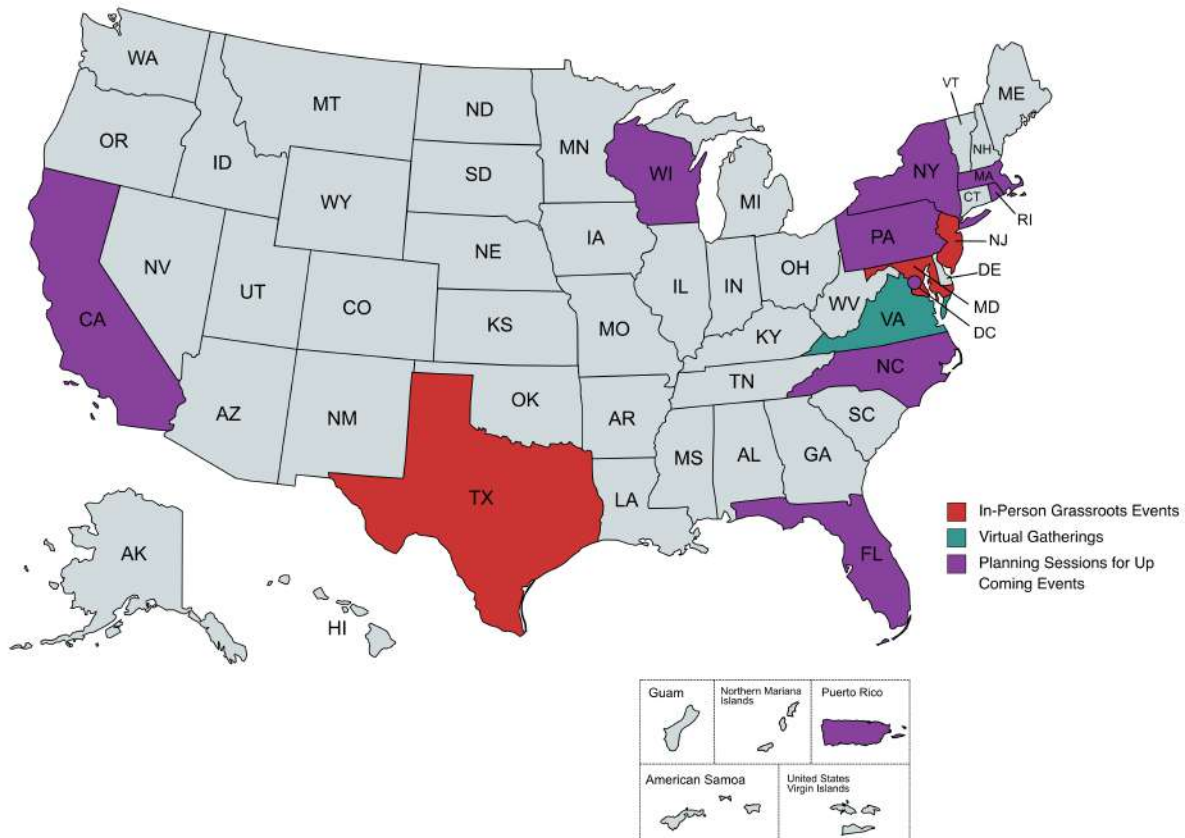 WA
MT
ND
MN
VT
ME
OR
ID
SD
WI
NY
NH
MA
WY
MI
CT
RI
IA
PA
NJ
NE
NV
OH
DE
UT
IL
IN
CO
WV
MD
CA
VA
DC
KS
MO
KY
NC
TN
OK
AZ
NM
AR
SC
MS
AL
GA
TX
LA
In-Person Grassroots Events
Virtual Gatherings
Planning Sessions for Up
Coming Events
AK
FL
HI
Guam
Northern Mariana
Islands
Puerto Rico
American Samoa
United States
Virgin Islands